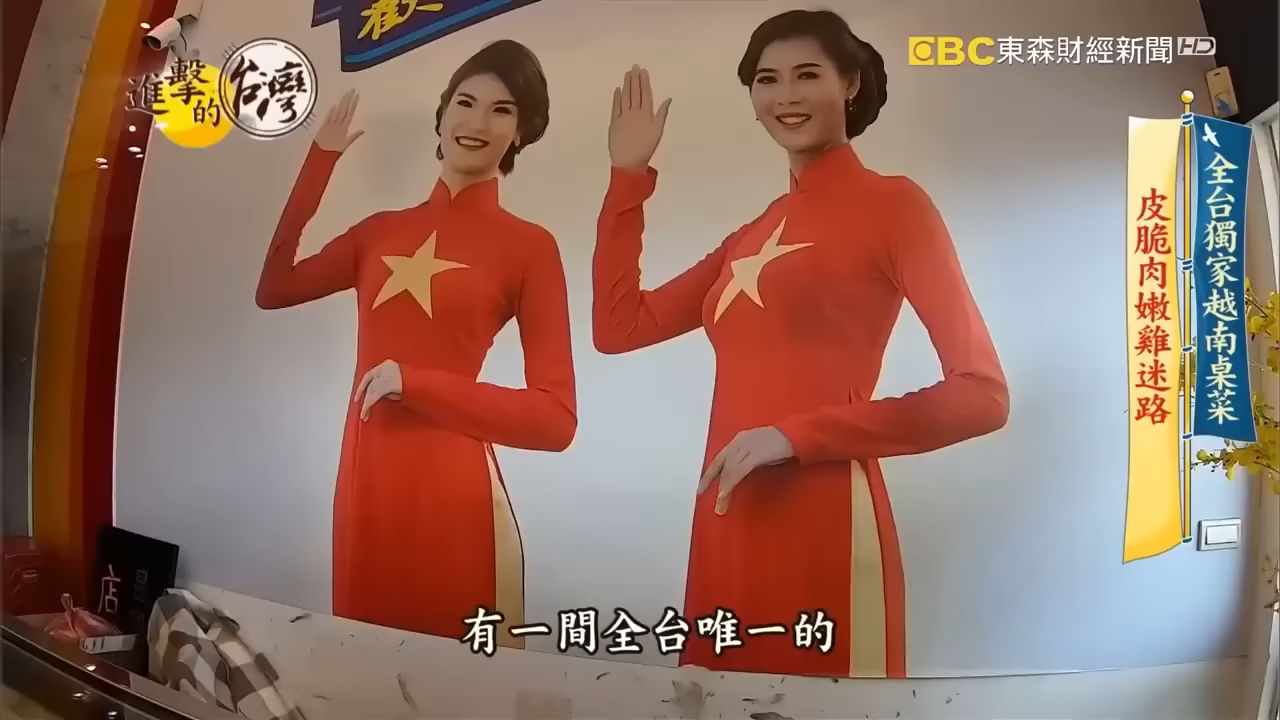 歡
進擊的台灣
EBC東森財經新聞HD
全台獨家越南桌菜
皮脆肉嫩雞迷路
店
有一間全台唯一的